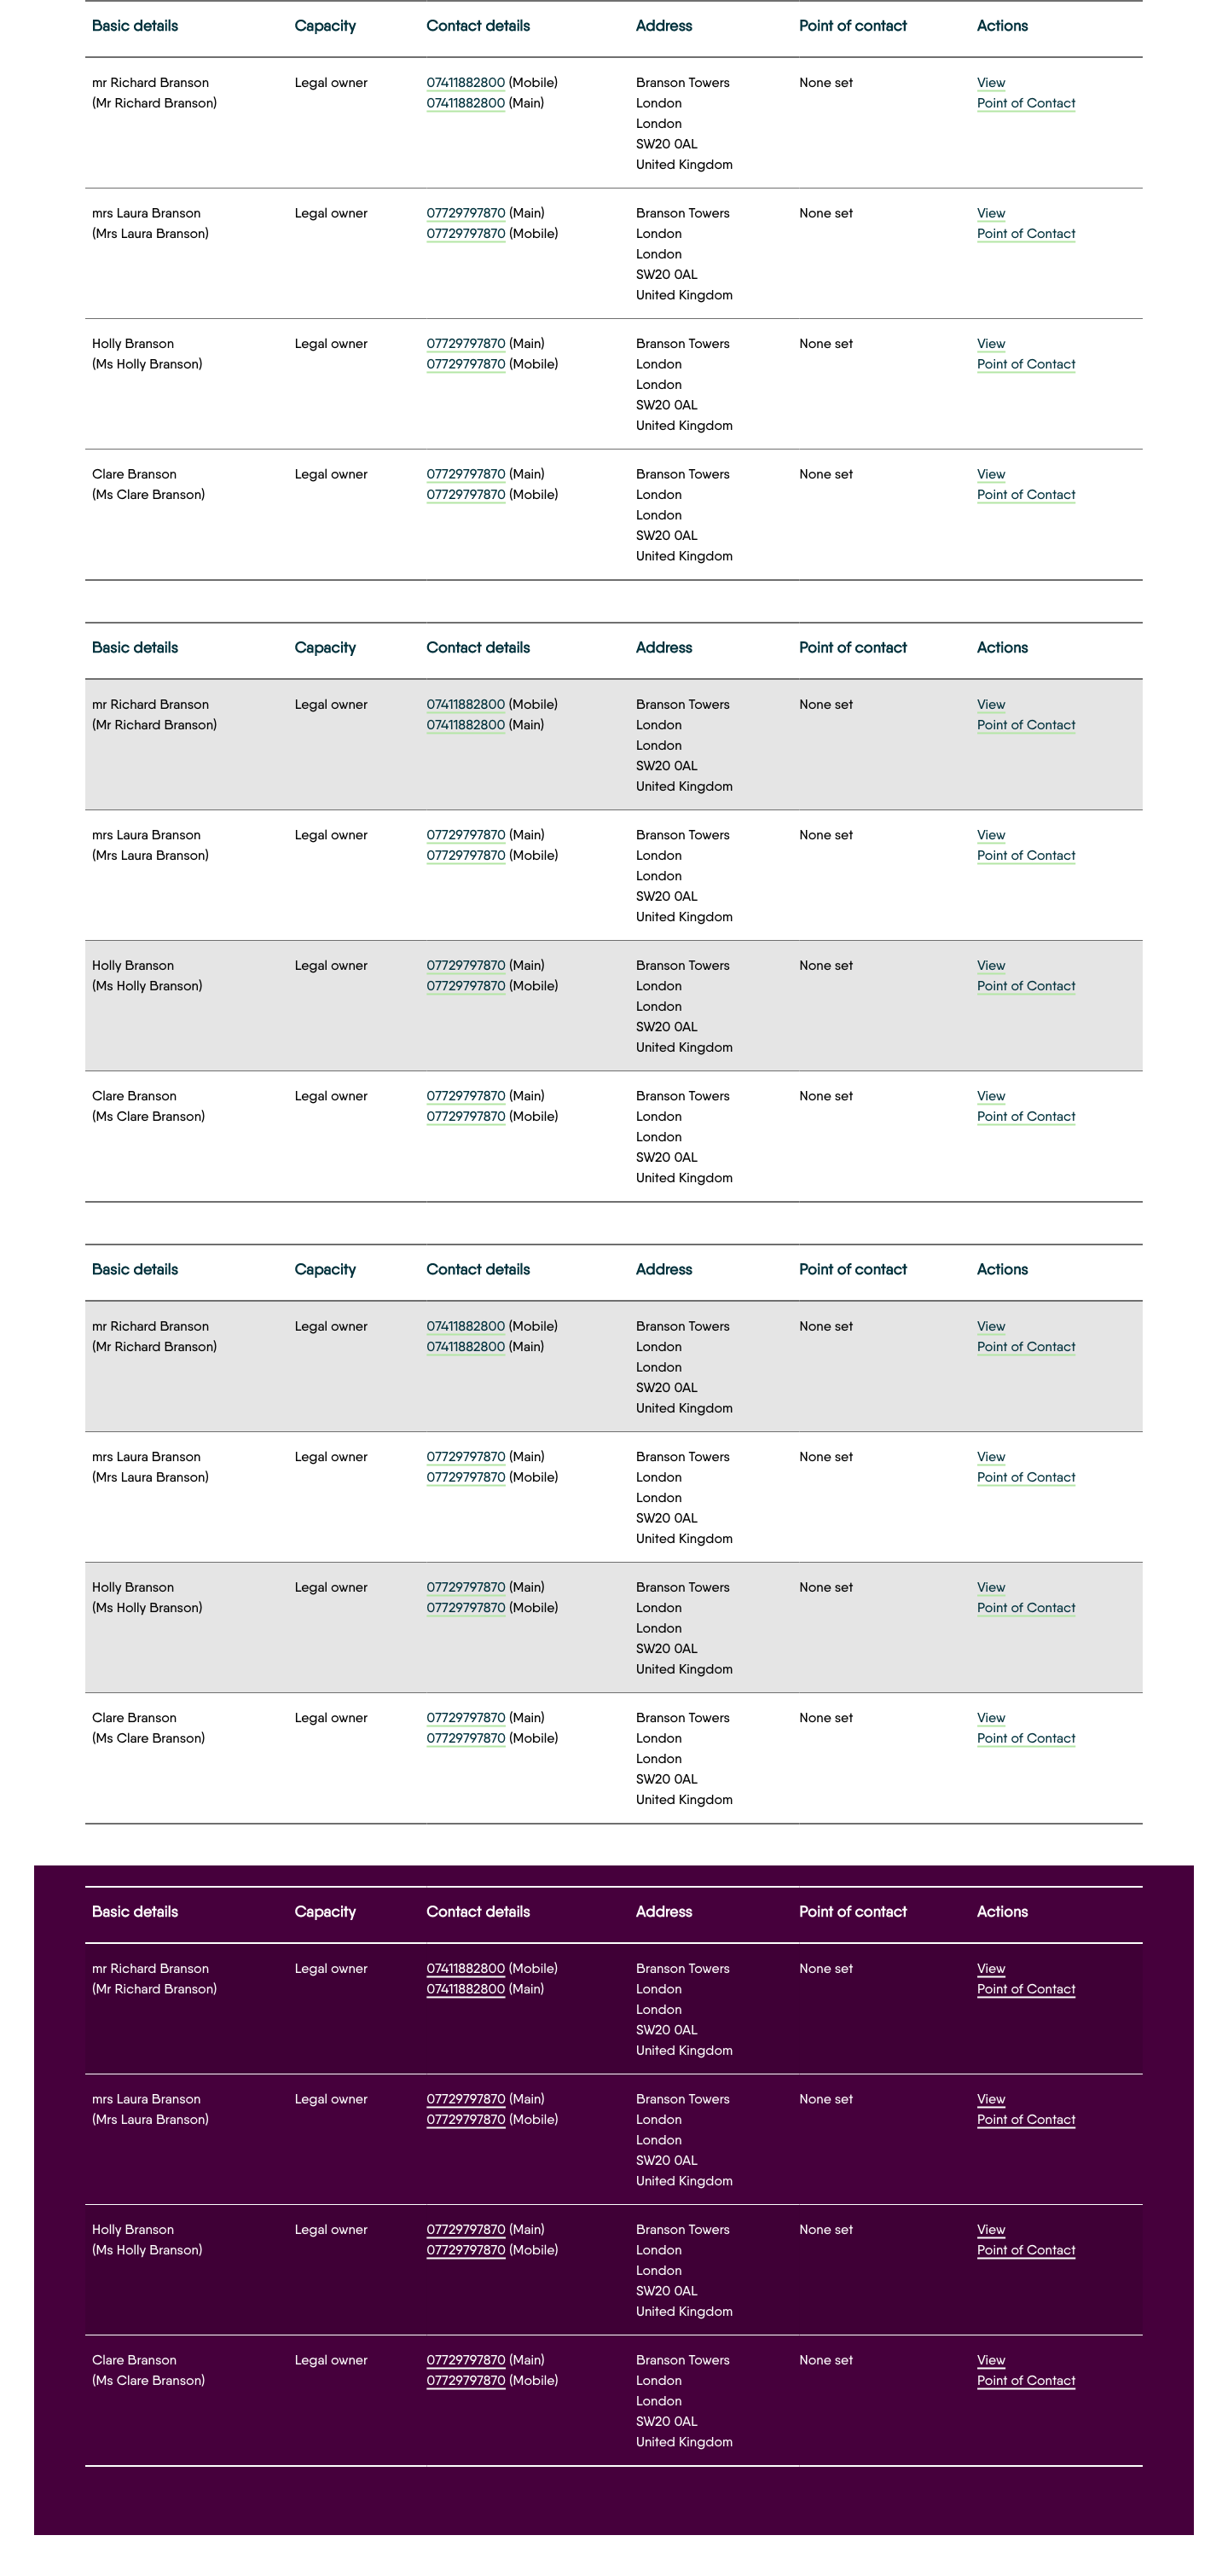 Basic details Capacity Contact details Address Point of contact Actions
mr Richard Branson Legal owner 07411882800 (Mobile) Branson Towers None set View
(Mr Richard Branson) 07411882800 (Main) London Point of Contact
London
SW20 0AL
United Kingdom
mrs Laura Branson Legal owner 07729797870 (Main) Branson Towers None set View
(Mrs Laura Branson) 07729797870 (Mobile) London Point of Contact
London
SW20 0AL
United Kingdom
Holly Branson Legal owner 07729797870 (Main) Branson Towers None set View
(Ms Holly Branson) 07729797870 (Mobile) London Point of Contact
London
SW20 0AL
United Kingdom
Clare Branson Legal owner 07729797870 (Main) Branson Towers None set View
(Ms Clare Branson) 07729797870 (Mobile) London Point of Contact
London
SW20 0AL
United Kingdom
Basic details Capacity Contact details Address Point of contact Actions
mr Richard Branson Legal owner 07411882800 (Mobile) Branson Towers None set View
(Mr Richard Branson) 07411882800 (Main) London Point of Contact
London
SW20 0AL
United Kingdom
mrs Laura Branson Legal owner 07729797870 (Main) Branson Towers None set View
(Mrs Laura Branson) 07729797870 (Mobile) London Point of Contact
London
SW20 0AL
United Kingdom
Holly Branson Legal owner 07729797870 (Main) Branson Towers None set View
(Ms Holly Branson) 07729797870 (Mobile) London Point of Contact
London
SW20 0AL
United Kingdom
Clare Branson Legal owner 07729797870 (Main) Branson Towers None set View
(Ms Clare Branson) 07729797870 (Mobile) London Point of Contact
London
SW20 0AL
United Kingdom
Basic details Capacity Contact details Address Point of contact Actions
mr Richard Branson Legal owner 07411882800 (Mobile) Branson Towers None set View
(Mr Richard Branson) 07411882800 (Main) London Point of Contact
London
SW20 0AL
United Kingdom
mrs Laura Branson Legal owner 07729797870 (Main) Branson Towers None set View
(Mrs Laura Branson) 07729797870 (Mobile) London Point of Contact
London
SW20 0AL
United Kingdom
Holly Branson Legal owner 07729797870 (Main) Branson Towers None set View
(Ms Holly Branson) 07729797870 (Mobile) London Point of Contact
London
SW20 0AL
United Kingdom
Clare Branson Legal owner 07729797870 (Main) Branson Towers None set View
(Ms Clare Branson) 07729797870 (Mobile) London Point of Contact
London
SW20 0AL
United Kingdom
Basic details Capacity Contact details Address Point of contact Actions
mr Richard Branson Legal owner 07411882800 (Mobile) Branson Towers None set View
(Mr Richard Branson) 07411882800 (Main) London Point of Contact
London
SW20 0AL
United Kingdom
mrs Laura Branson Legal owner 07729797870 (Main) Branson Towers None set View
(Mrs Laura Branson) 07729797870 (Mobile) London Point of Contact
London
SW20 0AL
United Kingdom
Holly Branson Legal owner 07729797870 (Main) Branson Towers None set View
(Ms Holly Branson) 07729797870 (Mobile) London Point of Contact
London
SW20 0AL
United Kingdom
Clare Branson Legal owner 07729797870 (Main) Branson Towers None set View
(Ms Clare Branson) 07729797870 (Mobile) London Point of Contact
London
SW20 0AL
United Kingdom